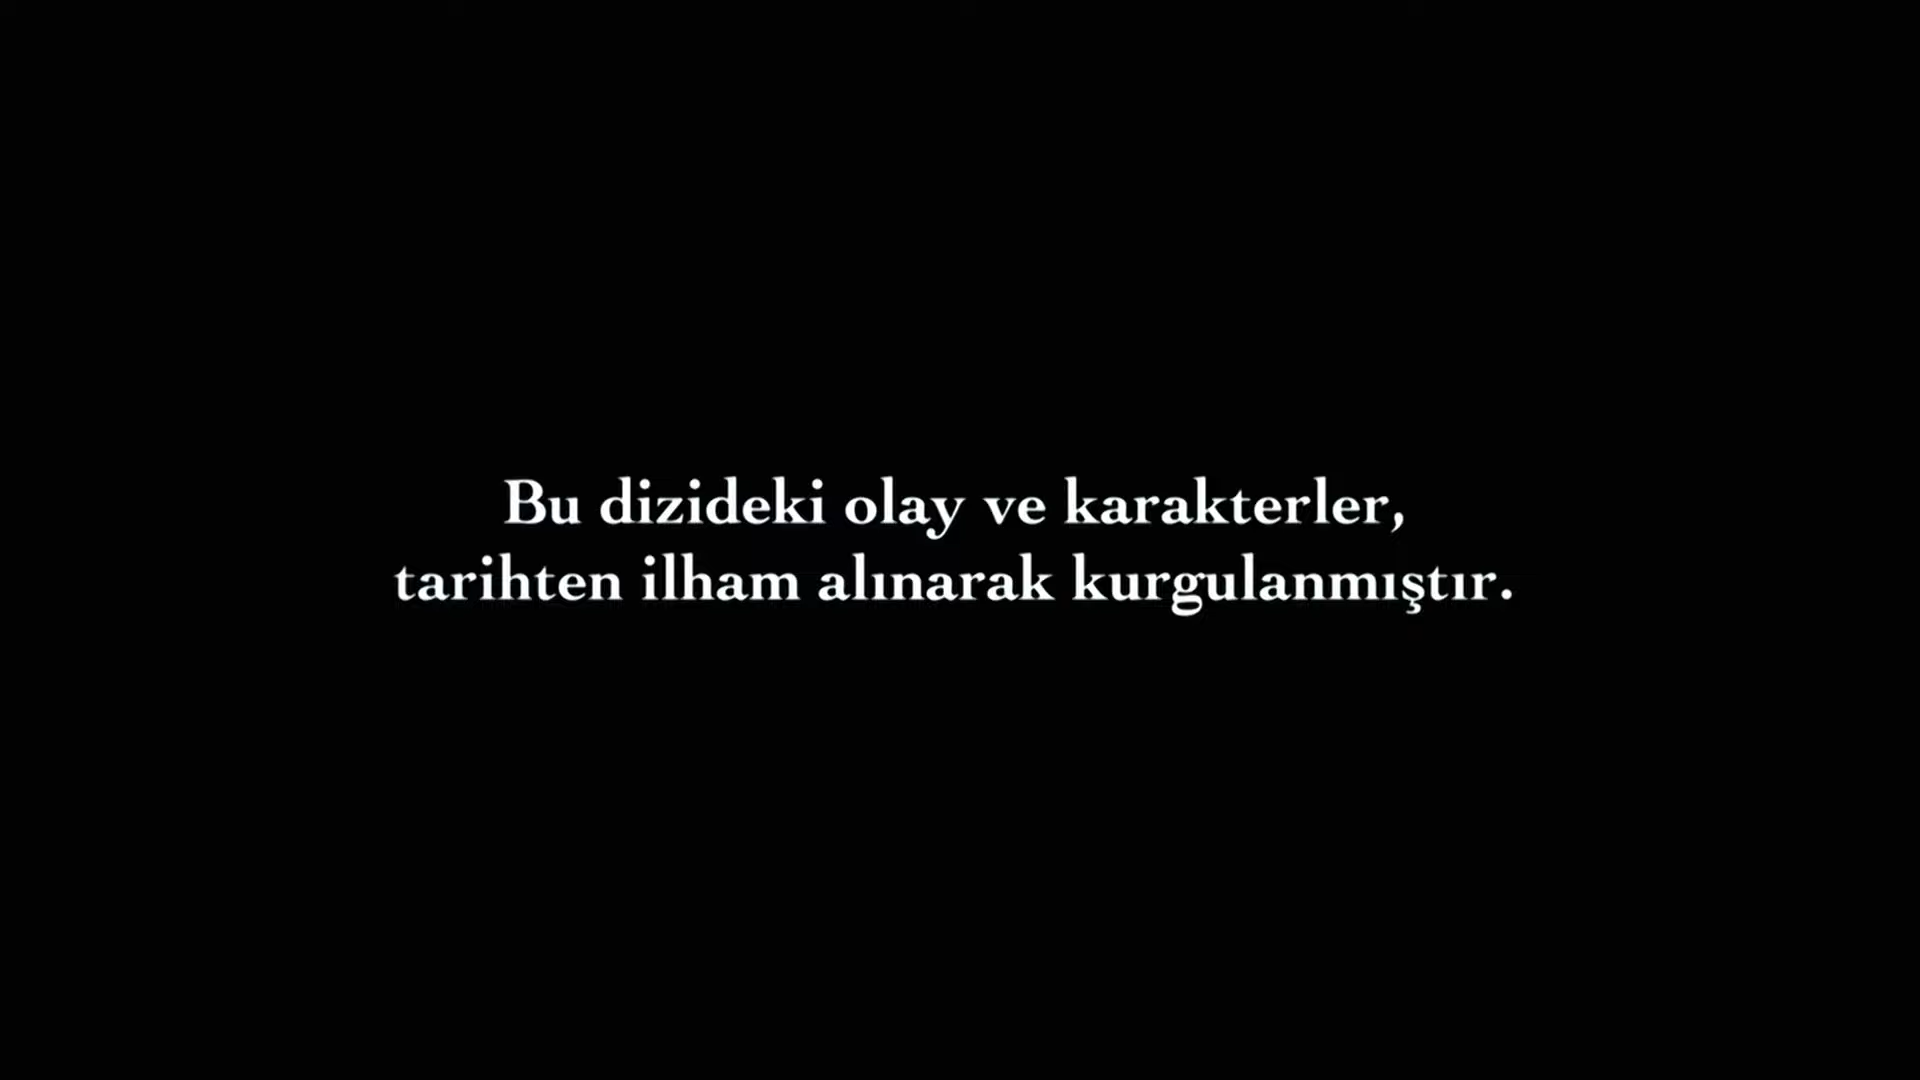 Bu dizideki olay ve karakterler,
tarihten ilham alınarak kurgulanmıştır.